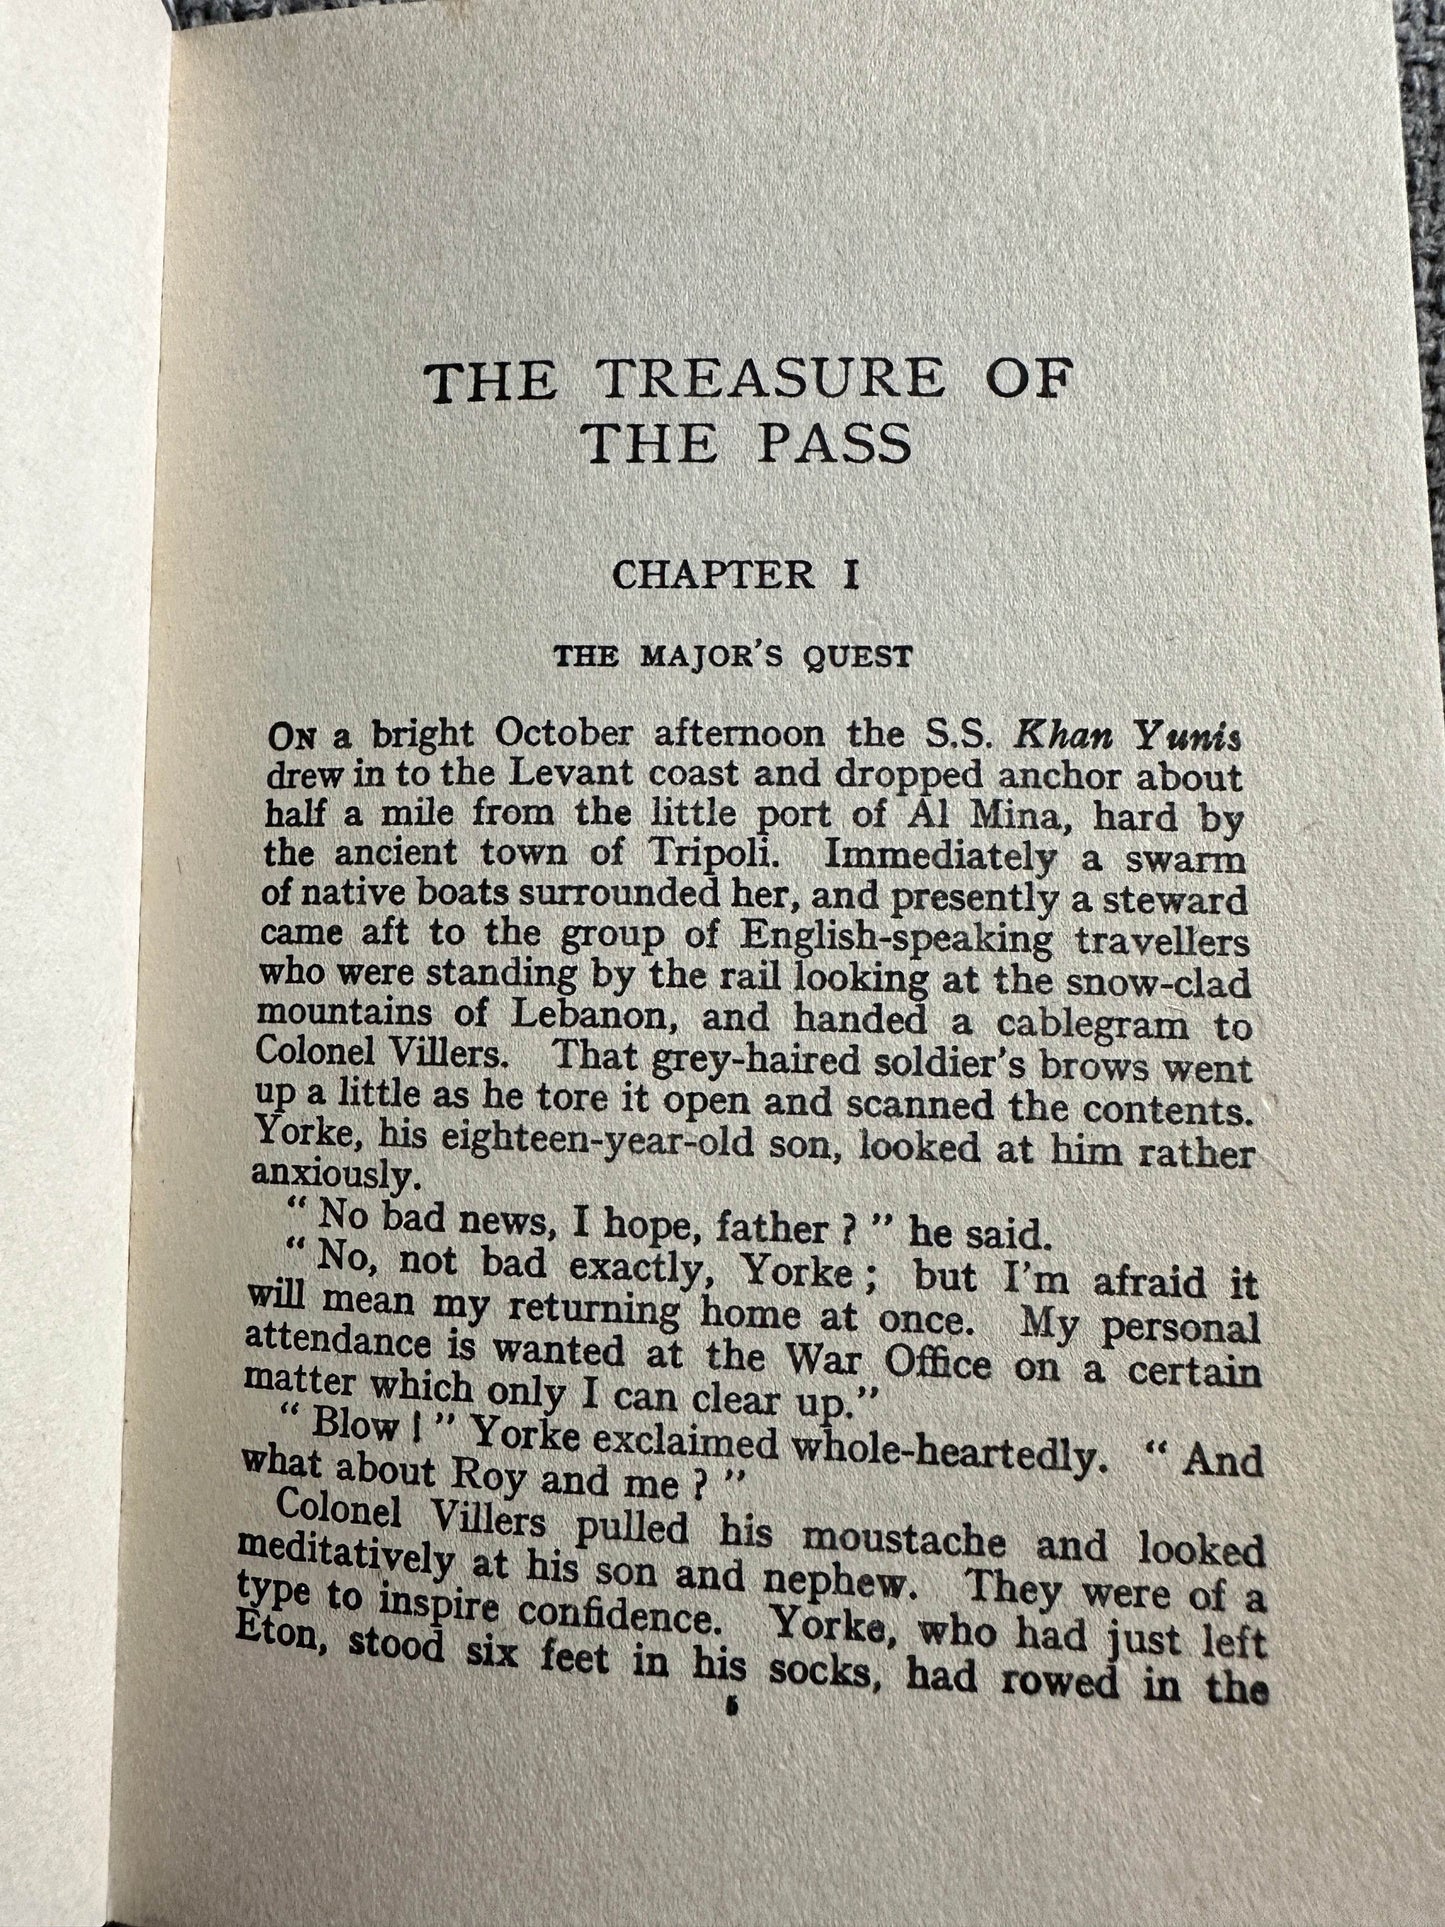 THE TREASURE OF
THE PASS
CHAPTER I
THE MAJOR'S QUEST
ON a bright October afternoon the S.S. Khan Yunis
drew in to the Levant coast and dropped anchor about
half a mile from the little port of Al Mina, hard by
the ancient town of Tripoli. Immediately a swarm
of native boats surrounded her, and presently a steward
came aft to the group of English-speaking travellers
who were standing by the rail looking at the snow-clad
mountains of Lebanon, and handed a cablegram to
Colonel Villers. That grey-haired soldier's brows went
up a little as he tore it open and scanned the contents.
Yorke, his eighteen-year-old son, looked at him rather
anxiously.
“ No bad news, I hope, father ? ” he said.
“ No, not bad exactly, Yorke ; but I'm afraid it
will mean my returning home at once. My personal
attendance is wanted at the War Office on a certain
matter which only I can clear up.”
“ Blow ! ” Yorke exclaimed whole-heartedly. “ And
what about Roy and me ? ”
Colonel Villers pulled his moustache and looked
meditatively at his son and nephew. They were of a
type to inspire confidence. Yorke, who had just left
Eton, stood six feet in his socks, had rowed in the
5